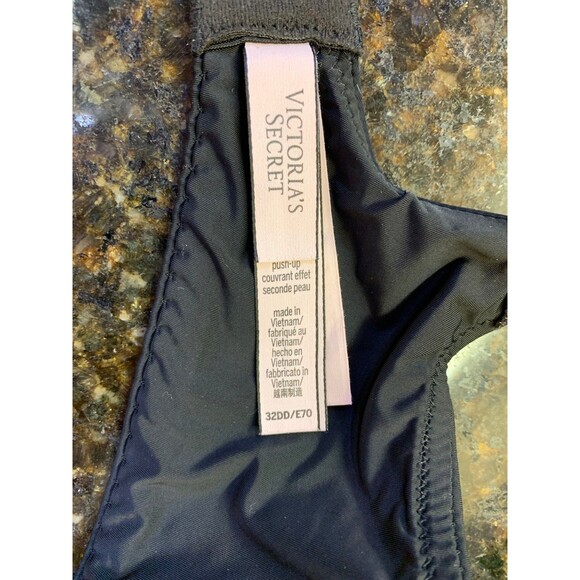 VICTORIA'S
SECRET
push-up
couvrant effet
seconde peau
made in
Vietnam/
fabriqué au
Vietnam/
hecho en
Vietnam/
fabbricato in
Vietnam/
越南制造
32DD/E70